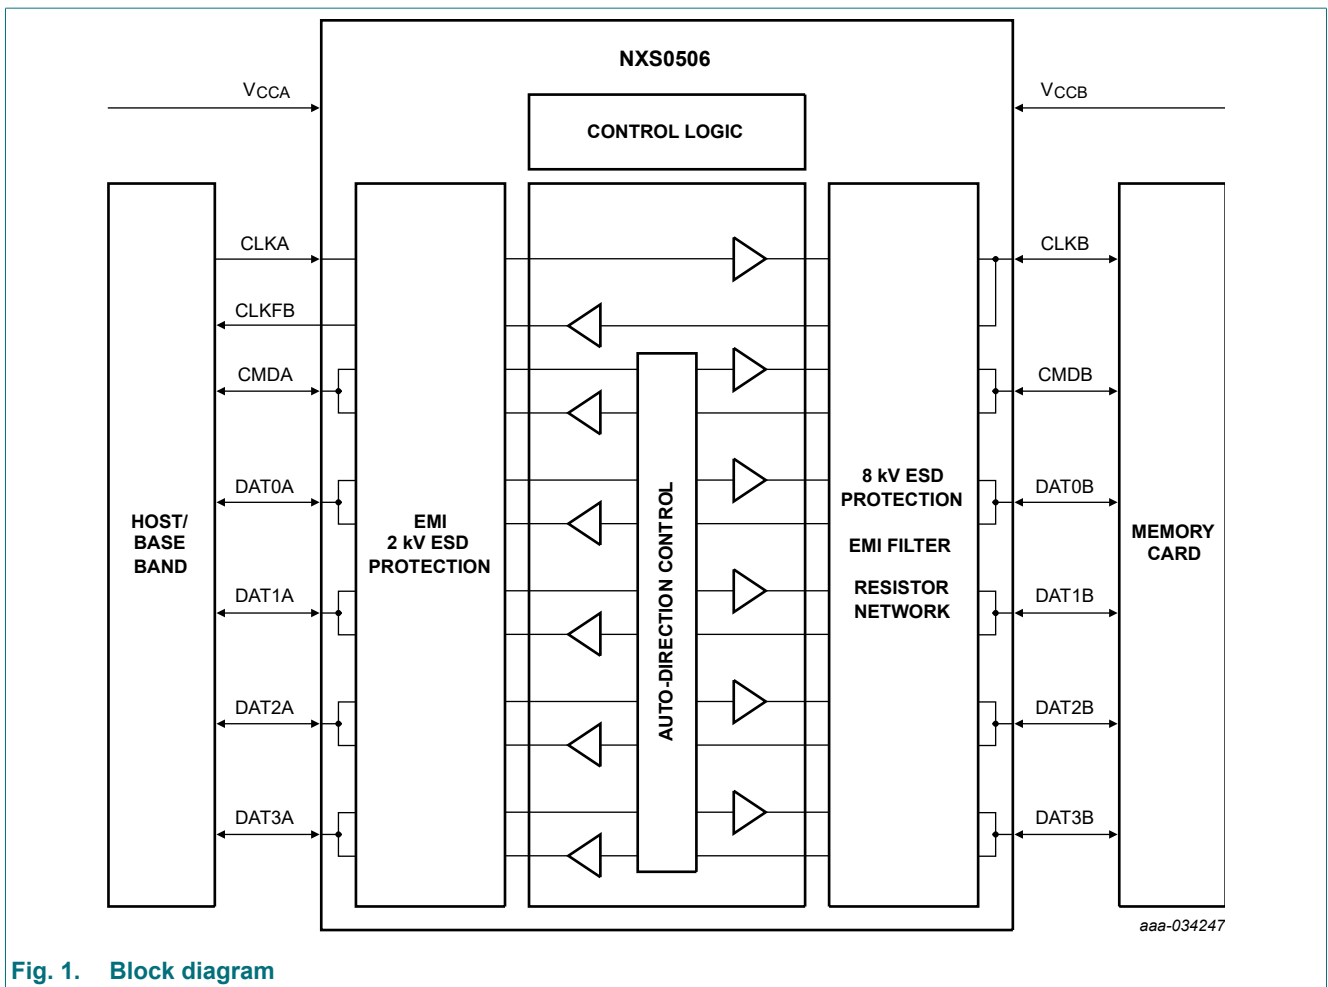 NXS0506
VCCA
VCCB
CONTROL LOGIC
CLKA
CLKB
CLKFB
CMDA
CMDB
DAT0A
DAT0B
DAT1A
DAT1B
DAT2A
DAT2B
DAT3A
DAT3B
HOST/
BASE
BAND
EMI
2 kV ESD
PROTECTION
AUTO-DIRECTION CONTROL
8 kV ESD
PROTECTION
EMI FILTER
RESISTOR
NETWORK
MEMORY
CARD
aaa-034247
Fig. 1. Block diagram